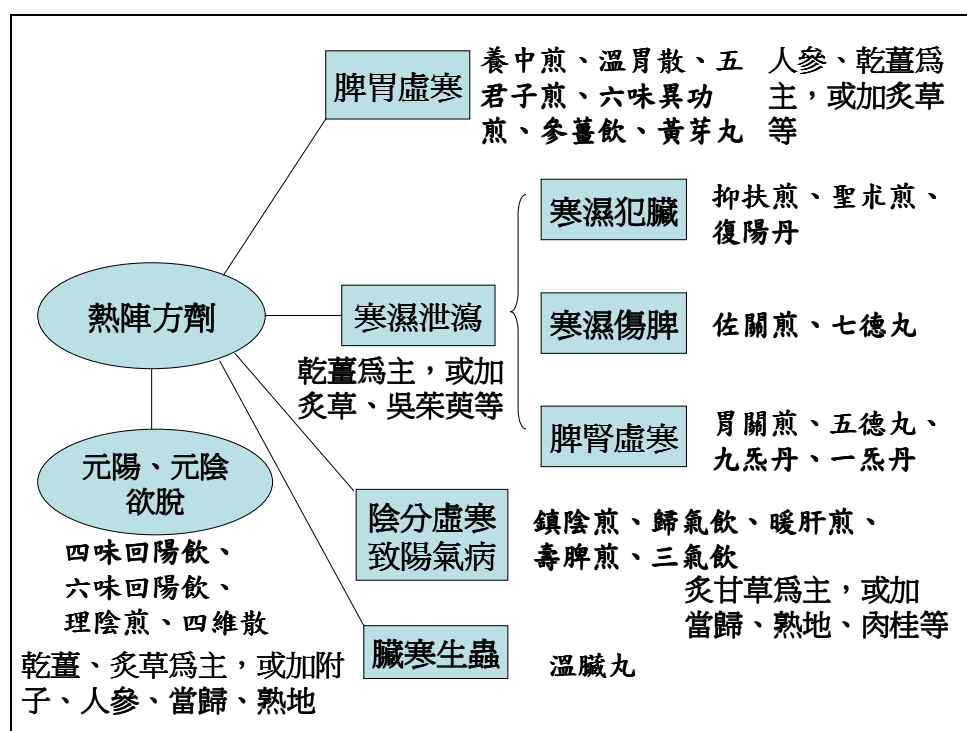 脾胃虛寒
養中煎、溫胃散、五
君子煎、六味異功
煎、參薑飲、黃芽丸
人參、乾薑爲
主，或加炙草
等
寒濕犯臟
抑扶煎、聖朮煎、
復陽丹
熱陣方劑
寒濕泄瀉
寒濕傷脾
佐關煎、七德丸
乾薑爲主，或加
炙草、吳茱萸等
脾腎虛寒
胃關煎、五德丸、
九炁丹、一炁丹
元陽、元陰
欲脫
四味回陽飲、
六味回陽飲、
理陰煎、四維散
乾薑、炙草爲主，或加附
子、人參、當歸、熟地
陰分虛寒
致陽氣病
鎮陰煎、歸氣飲、暖肝煎、
壽脾煎、三氣飲
炙甘草爲主，或加
當歸、熟地、肉桂等
臟寒生蟲
溫臟丸